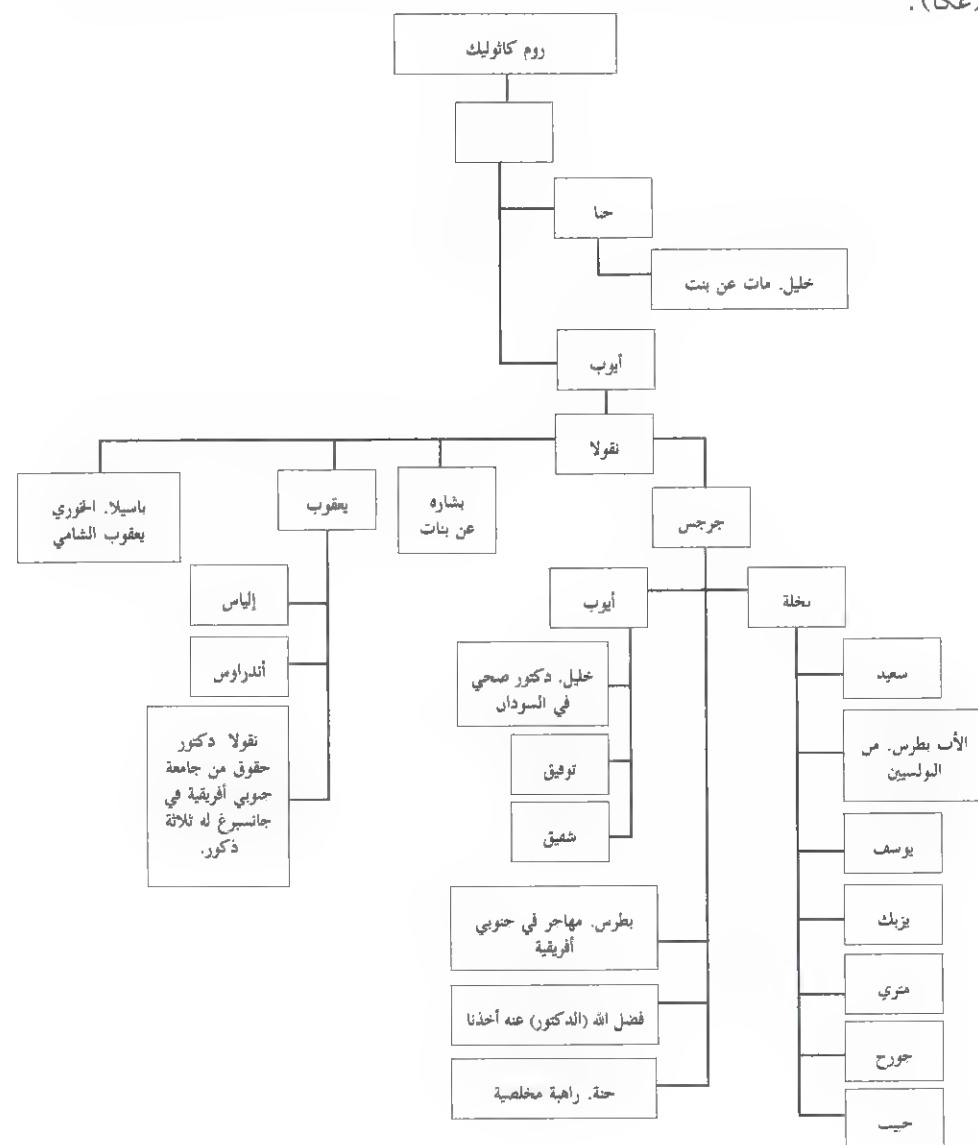 (عكا).
روم كاثوليك
حنا
خليل. مات عن بنت
أيوب
نقولا
جرجس
بشاره
عن بنات
يعقوب
باسيلا. الخوري
يعقوب الشامي
نخلة
أيوب
إلياس
أندراوس
نقولا دكتور
حقوق من جامعة
جنوبي أفريقية في
جانسبرغ له ثلاثة
ذكور.
خليل. دكتور صحي
في السودان
توفيق
شفيق
سعيد
الأب بطرس. من
البولسيين
يوسف
يزبك
متري
جورج
حبيب
بطرس. مهاجر في جنوبي
أفريقية
فضل الله (الدكتور) عنه أخذنا
حنة. راهبة مخلصية